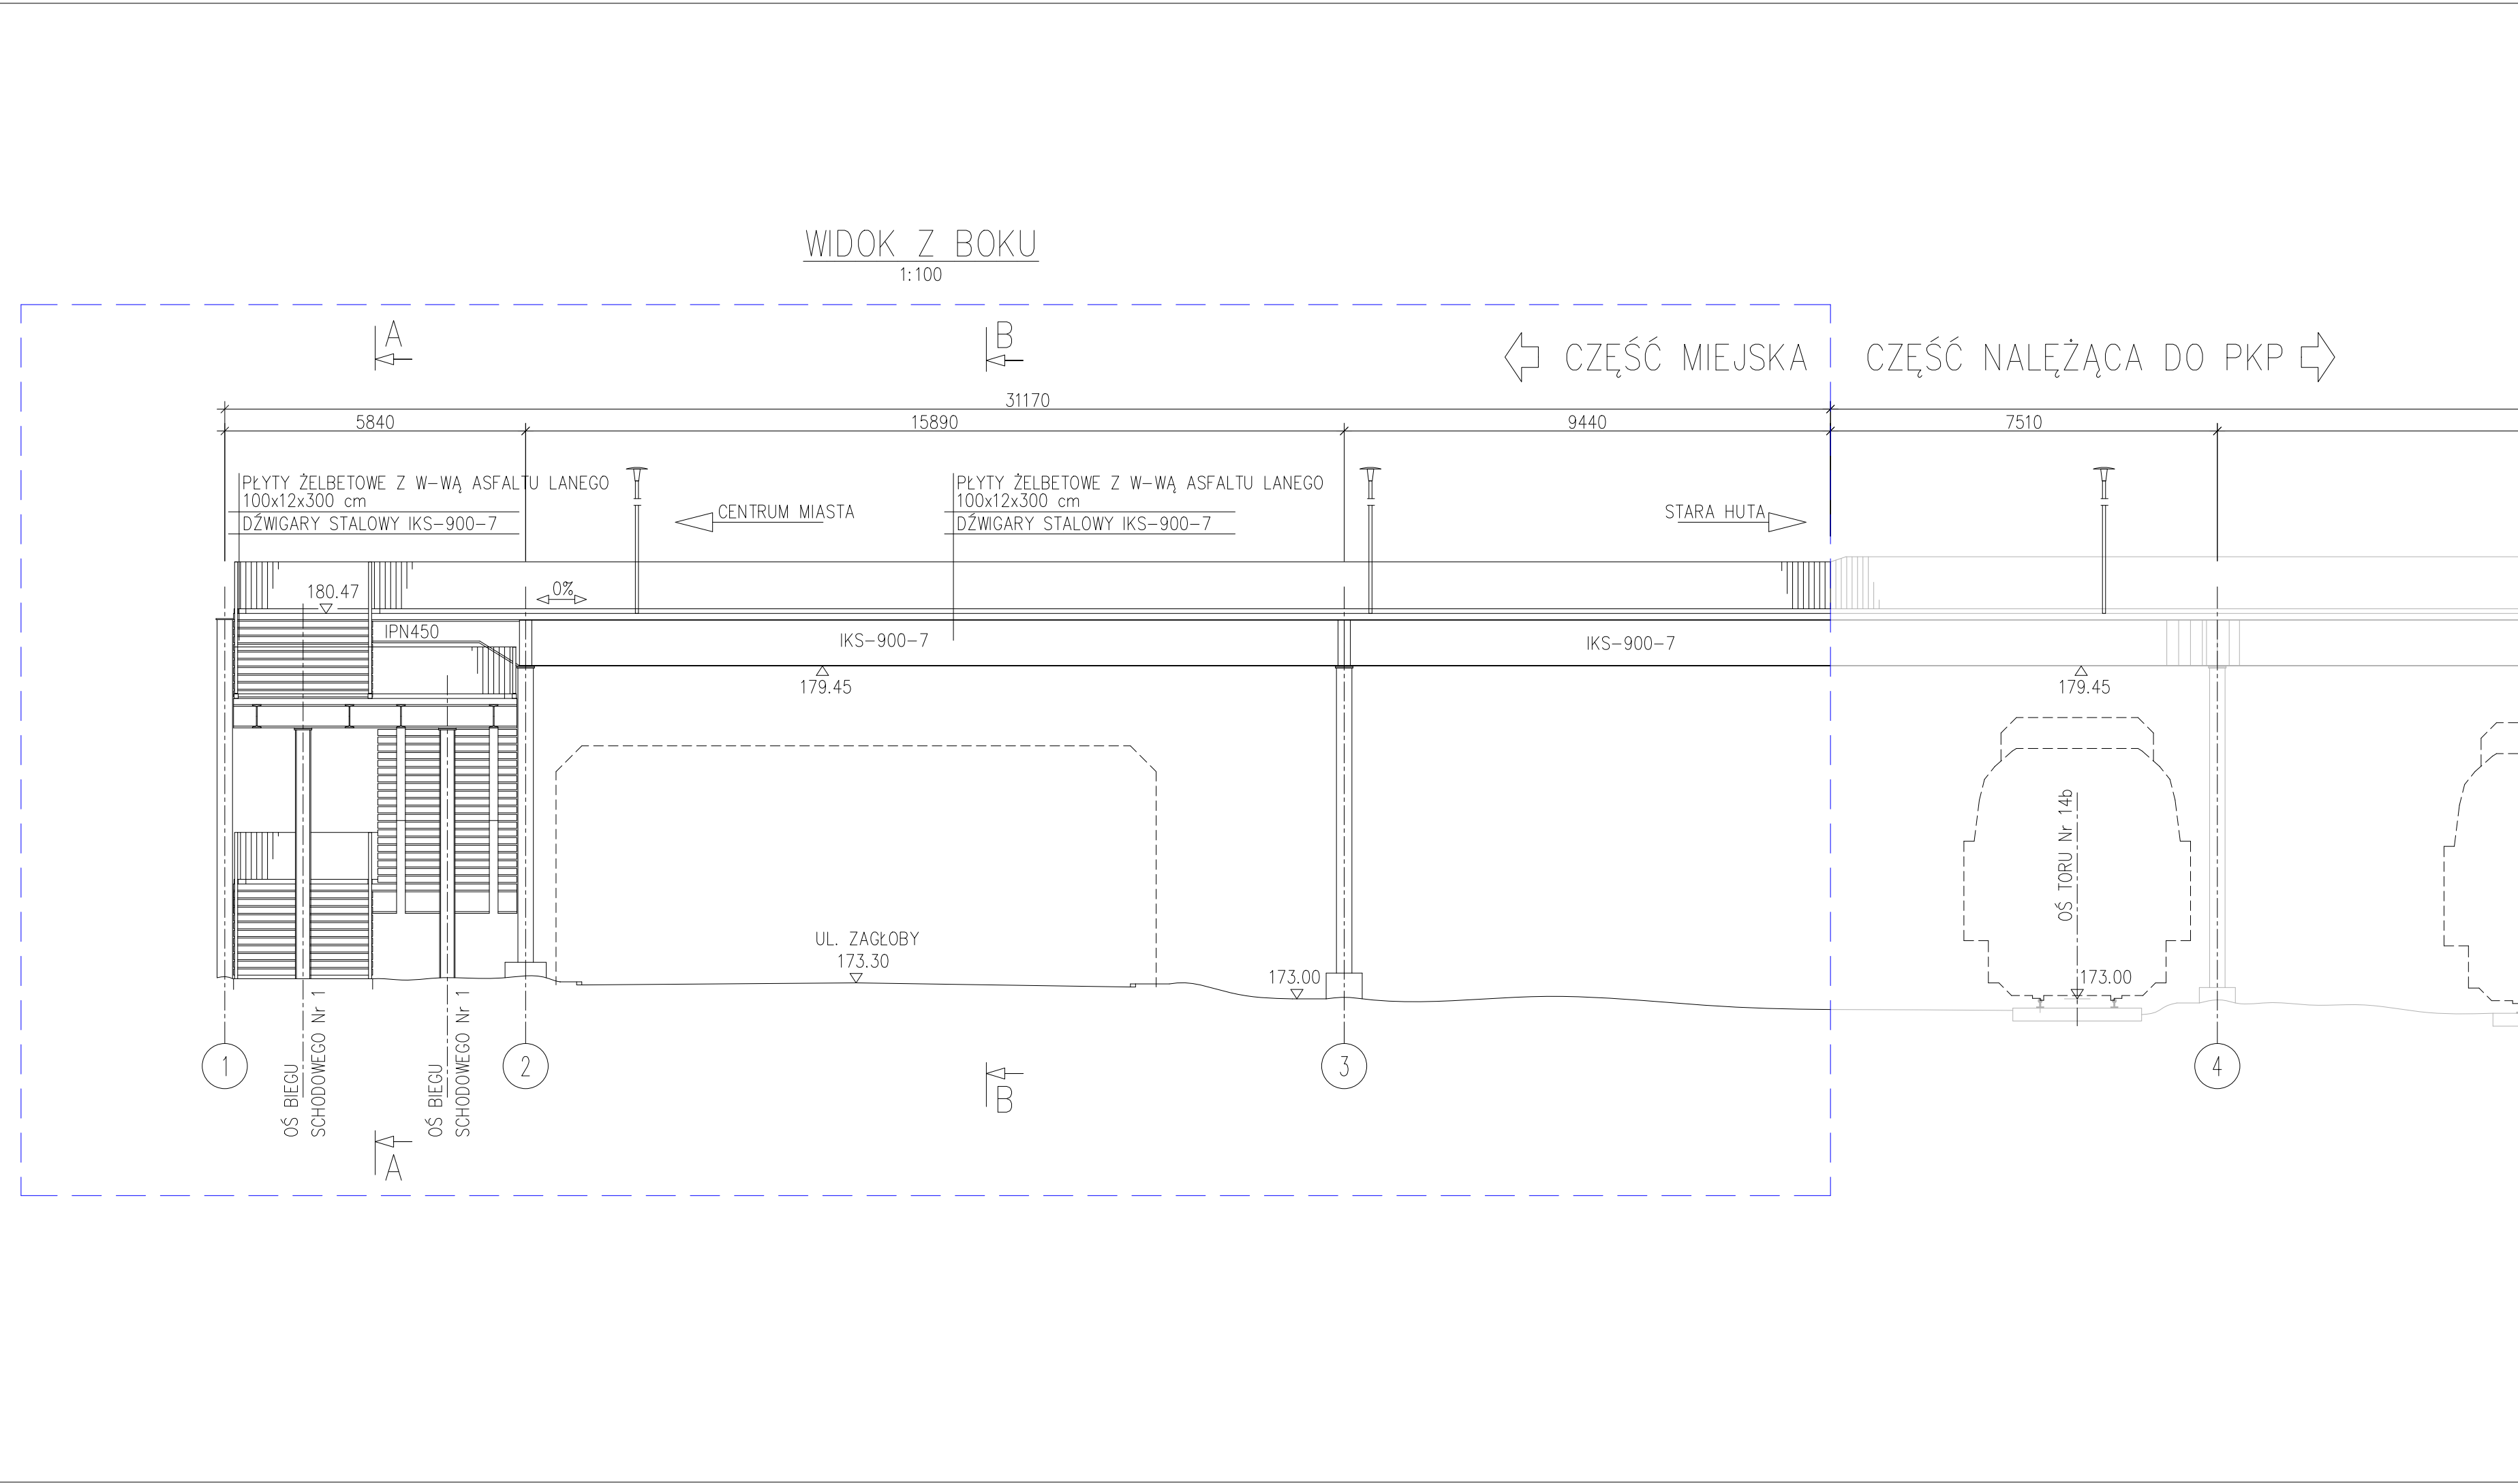 WIDOK Z BOKU
1:100
A
B
CZĘŚĆ MIEJSKA
CZĘŚĆ NALĘŻĄCA DO PKP
31170
5840
15890
9440
7510
PŁYTY ŻELBETOWE Z W-WĄ ASFALTU LANEGO
100x12x300 cm
DŹWIGARY STALOWY IKS-900-7
CENTRUM MIASTA
PŁYTY ŻELBETOWE Z W-WĄ ASFALTU LANEGO
100x12x300 cm
DŹWIGARY STALOWY IKS-900-7
STARA HUTA
180.47
0%
IPN450
IKS-900-7
IKS-900-7
179.45
179.45
OŚ TORU Nr 14b
UL. ZAGŁOBY
173.30
173.00
173.00
OŚ BIEGU
SCHODOWEGO Nr 1
OŚ BIEGU
SCHODOWEGO Nr 1
1
2
3
4
B
A